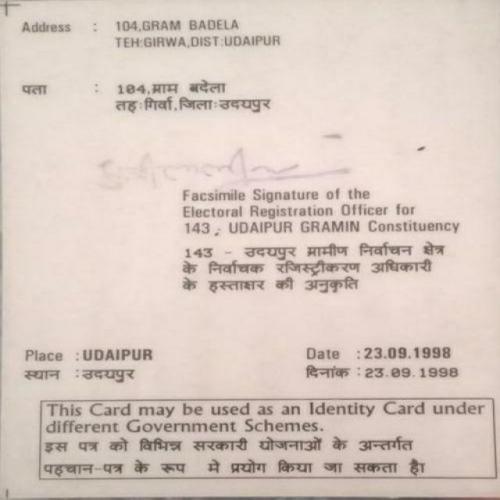 Address : 104,GRAM BADELA
TEH:GIRWA,DIST:UDAIPUR
पता : 104,ग्राम बदेला
तह:गिर्वा,जिला:उदयपुर
Facsimile Signature of the
Electoral Registration Officer for
143 , UDAIPUR GRAMIN Constituency
143 - उदयपुर ग्रामीण निर्वाचन क्षेत्र
के निर्वाचक रजिस्ट्रीकरण अधिकारी
के हस्ताक्षर की अनुकृति
Place : UDAIPUR Date : 23.09.1998
स्थान : उदयपुर दिनांक : 23.09.1998
This Card may be used as an Identity Card under
different Government Schemes.
इस पत्र को विभिन्न सरकारी योजनाओं के अन्तर्गत
पहचान-पत्र के रूप मे प्रयोग किया जा सकता है।